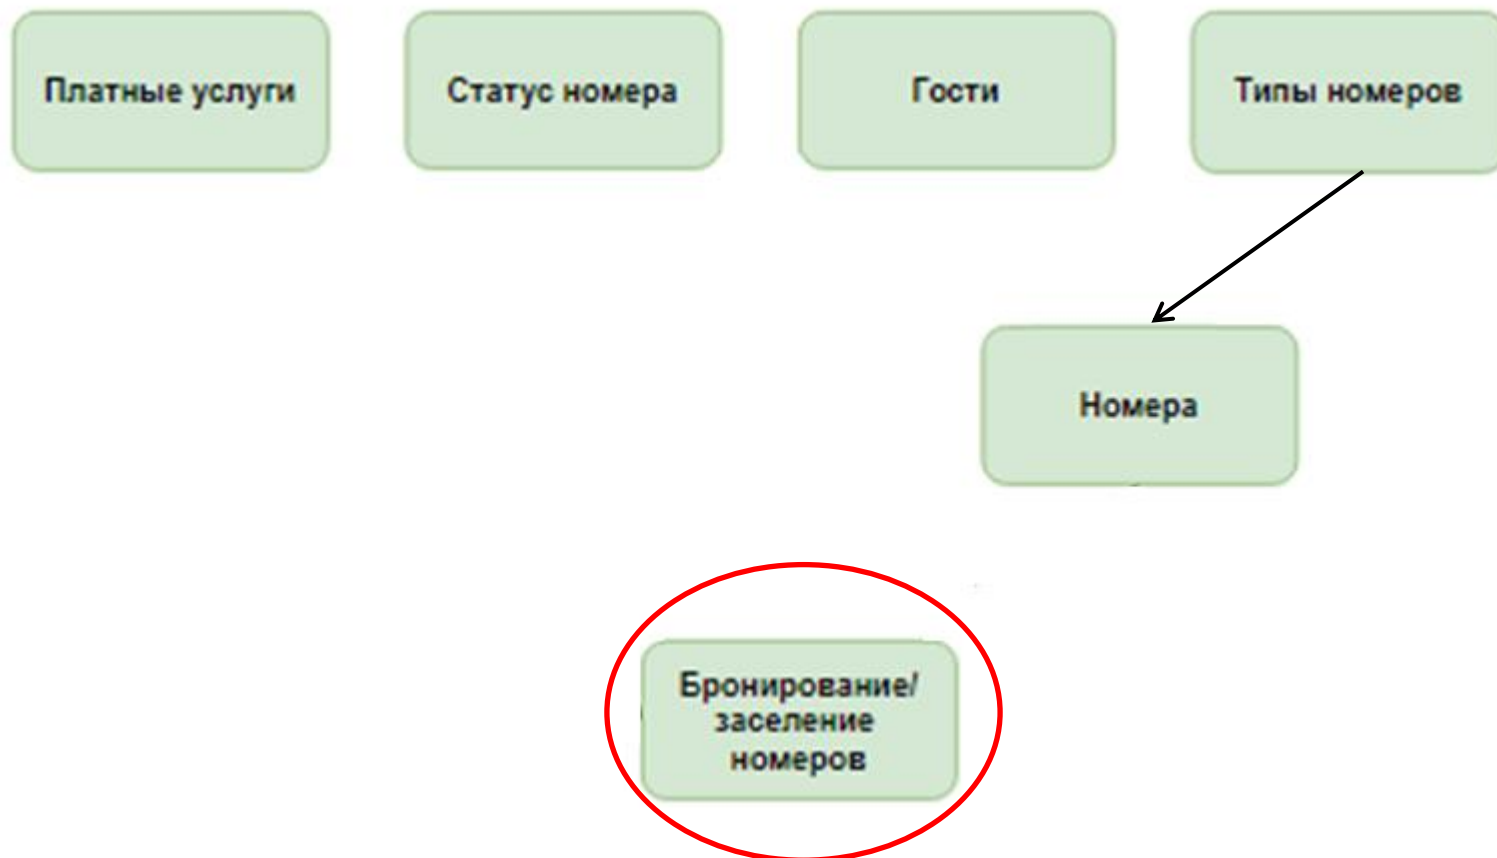 Платные услуги
Статус номера
Гости
Типы номеров
Номера
Бронирование/
заселение
номеров